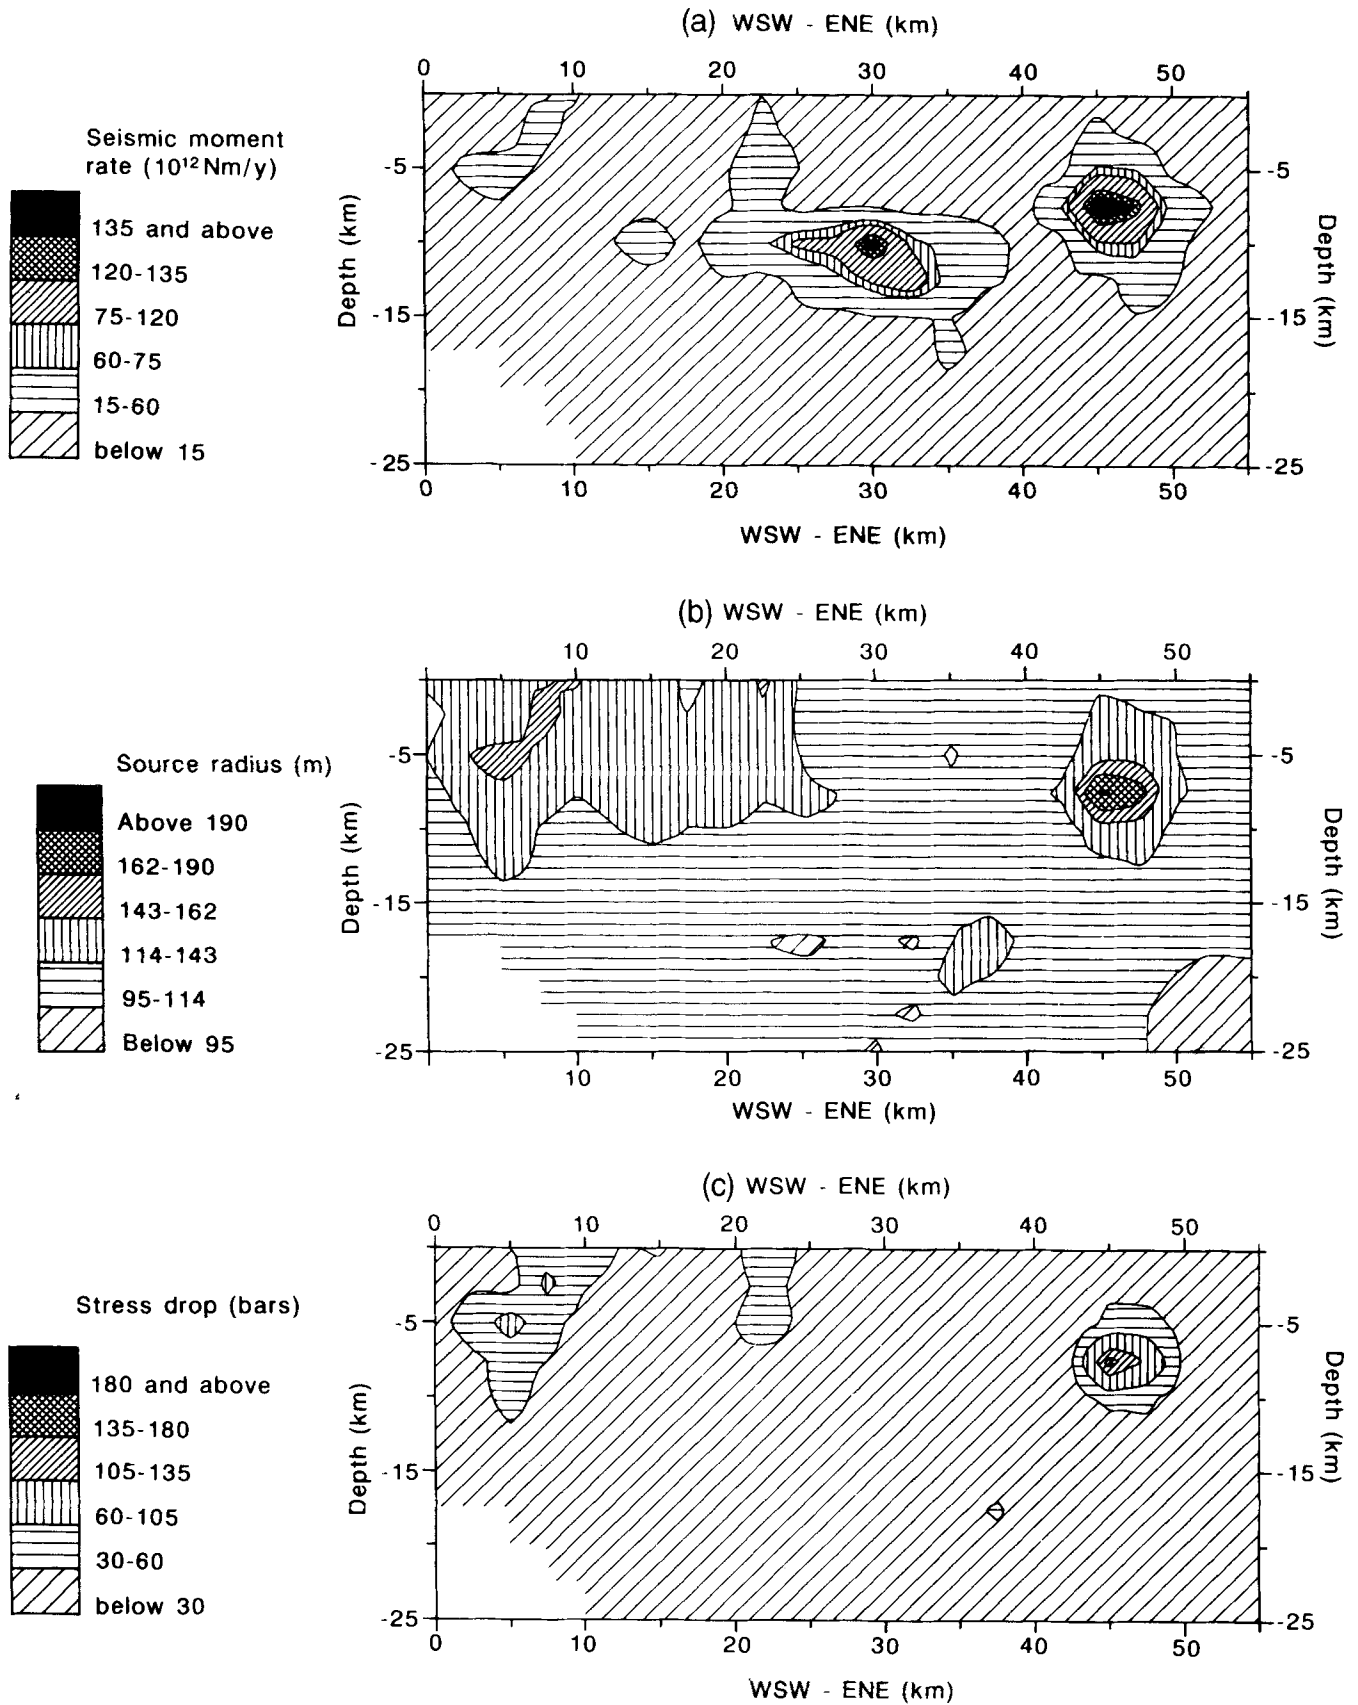 (a) WSW - ENE (km)
0 10 20 30 40 50
Seismic moment
rate (10¹² Nm/y)
135 and above
120-135
75-120
60-75
15-60
below 15
Depth (km)
-5
-15
-25
-5
-15
-25
Depth (km)
0 10 20 30 40 50
WSW - ENE (km)
(b) WSW - ENE (km)
10 20 30 40 50
Source radius (m)
Above 190
162-190
143-162
114-143
95-114
Below 95
Depth (km)
-5
-15
-25
-5
-15
-25
Depth (km)
10 20 30 40 50
WSW - ENE (km)
(c) WSW - ENE (km)
0 10 20 30 40 50
Stress drop (bars)
180 and above
135-180
105-135
60-105
30-60
below 30
Depth (km)
-5
-15
-25
-5
-15
-25
Depth (km)
0 10 20 30 40 50
WSW - ENE (km)